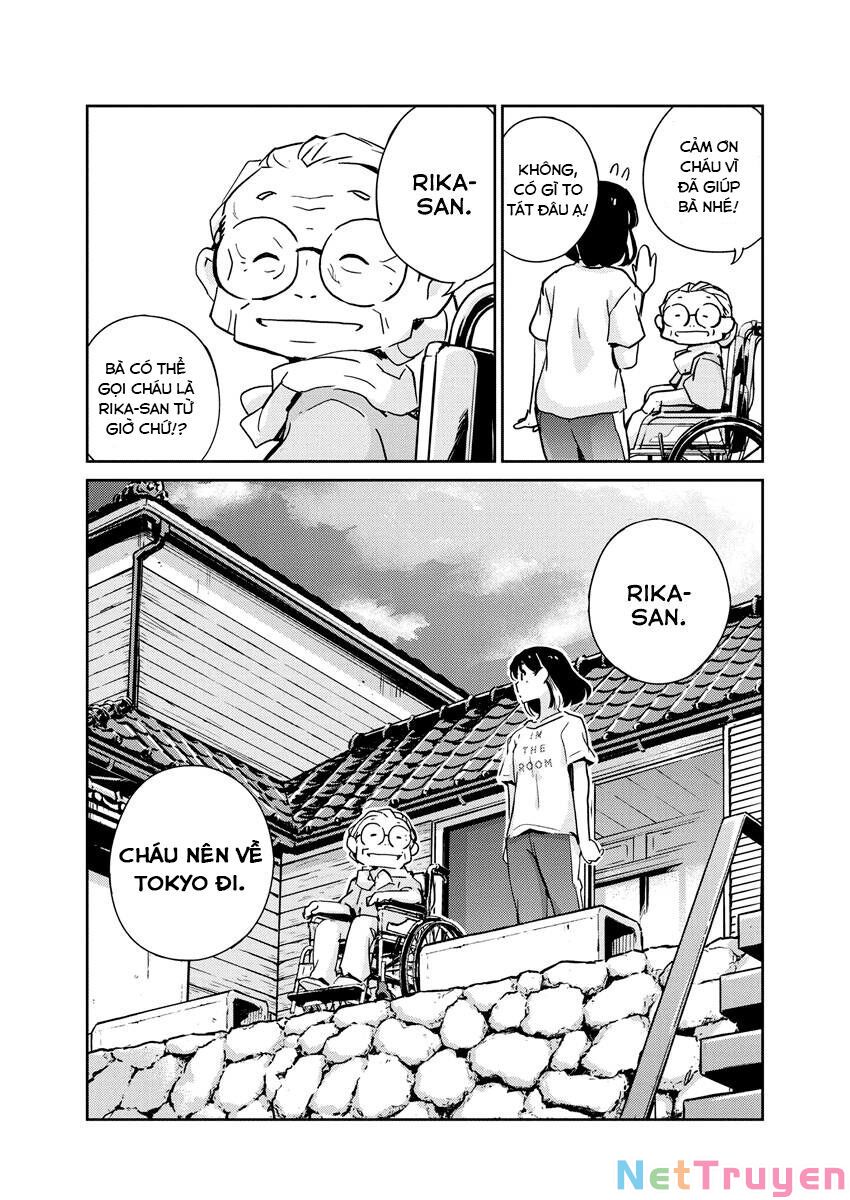 CẢM ƠN
CHÁU VÌ
ĐÃ GIÚP
BÀ NHÉ!
KHÔNG,
CÓ GÌ TO
TÁT ĐÂU Ạ!
RIKA-
SAN.
BÀ CÓ THỂ
GỌI CHÁU LÀ
RIKA-SAN TỪ
GIỜ CHỨ!?
RIKA-
SAN.
IN
THE
ROOM
CHÁU NÊN VỀ
TOKYO ĐI.
NetTruyen